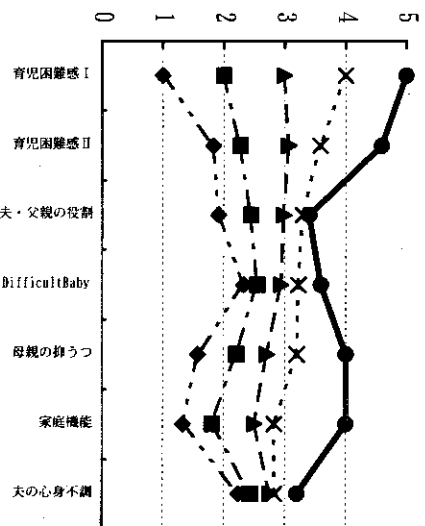 0 1 2 3 4 5
育児困難感Ⅰ
育児困難感Ⅱ
夫・父親の役割
DifficultBaby
母親の抑うつ
家庭機能
夫の心身不調